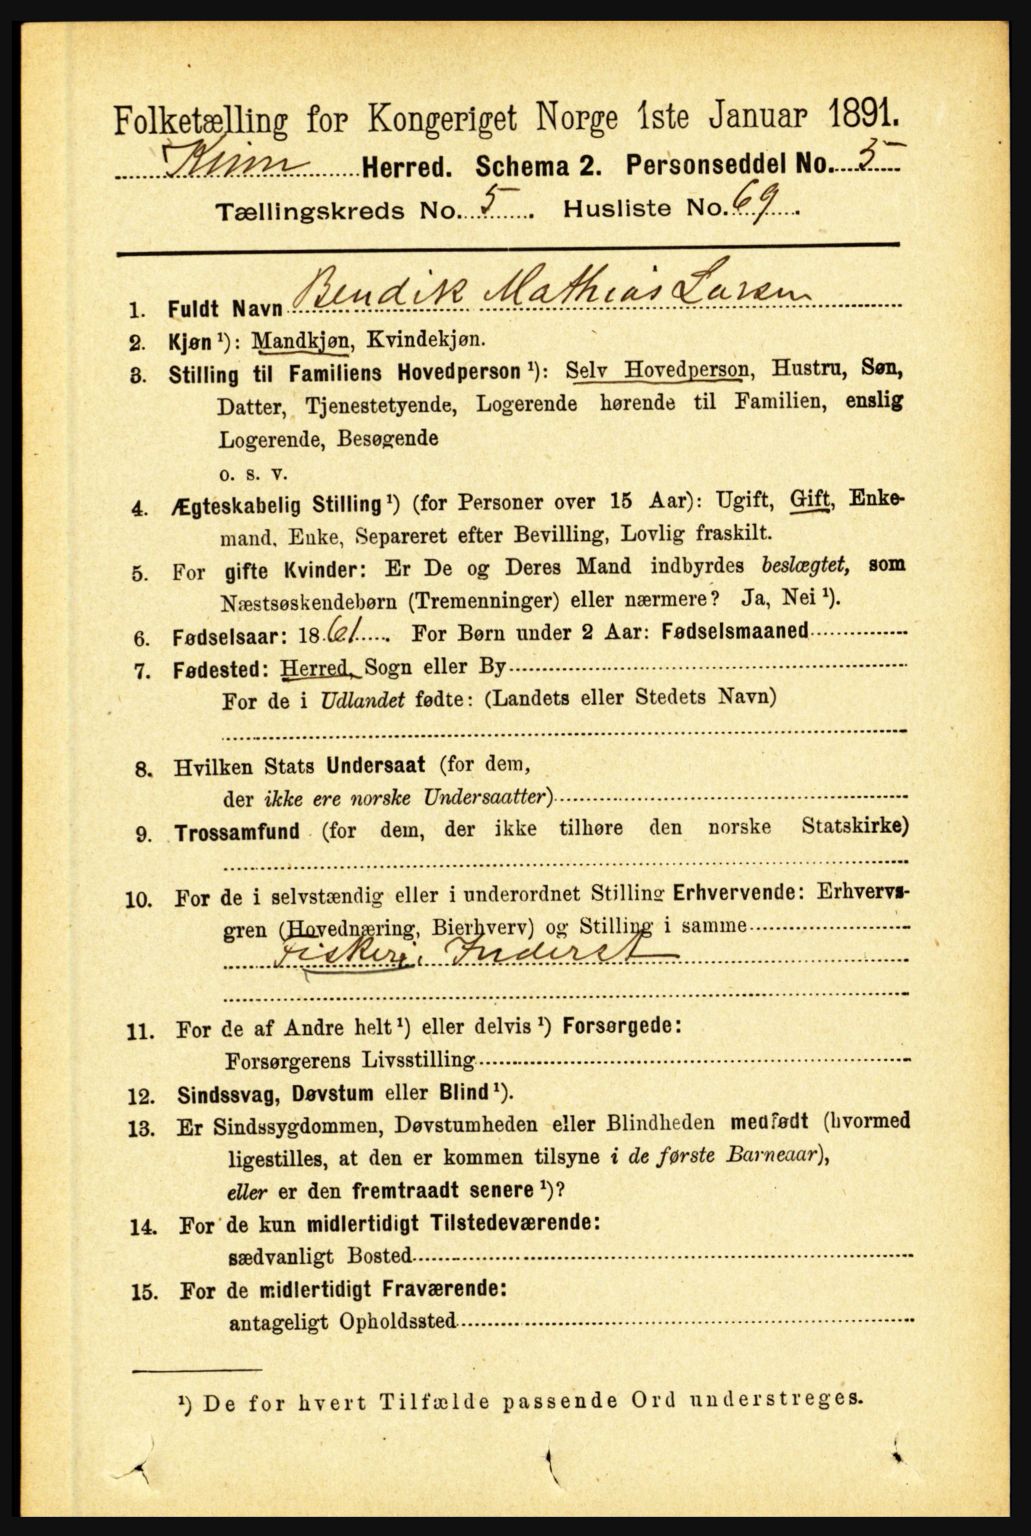 Folketælling for Kongeriget Norge 1ste Januar 1891.
Kinn Herred. Schema 2. Personseddel No. 5
Tællingskreds No. 5. Husliste No. 69.
1. Fuldt Navn Bendik Mathias Larsen
2. Kjøn ¹): Mandkjøn, Kvindekjøn.
3. Stilling til Familiens Hovedperson ¹): Selv Hovedperson, Hustru, Søn,
Datter, Tjenestetyende, Logerende hørende til Familien, enslig
Logerende, Besøgende
o. s. v.
4. Ægteskabelig Stilling ¹) (for Personer over 15 Aar): Ugift, Gift, Enke-
mand, Enke, Separeret efter Bevilling, Lovlig fraskilt.
5. For gifte Kvinder: Er De og Deres Mand indbyrdes beslægtet, som
Næstsøskendebørn (Tremenninger) eller nærmere? Ja, Nei ¹).
6. Fødselsaar: 1861. For Børn under 2 Aar: Fødselsmaaned
7. Fødested: Herred, Sogn eller By
For de i Udlandet fødte: (Landets eller Stedets Navn)
8. Hvilken Stats Undersaat (for dem,
der ikke ere norske Undersaatter)
9. Trossamfund (for dem, der ikke tilhøre den norske Statskirke)
10. For de i selvstændig eller i underordnet Stilling Erhvervende: Erhvervs-
gren (Hovednæring, Bierhverv) og Stilling i samme
Fiskeri, Inderst
11. For de af Andre helt ¹) eller delvis ¹) Forsørgede:
Forsørgerens Livsstilling
12. Sindssvag, Døvstum eller Blind ¹).
13. Er Sindssygdommen, Døvstumheden eller Blindheden medfødt (hvormed
ligestilles, at den er kommen tilsyne i de første Barneaar),
eller er den fremtraadt senere ¹)?
14. For de kun midlertidigt Tilstedeværende:
sædvanligt Bosted
15. For de midlertidigt Fraværende:
antageligt Opholdssted
¹) De for hvert Tilfælde passende Ord understreges.